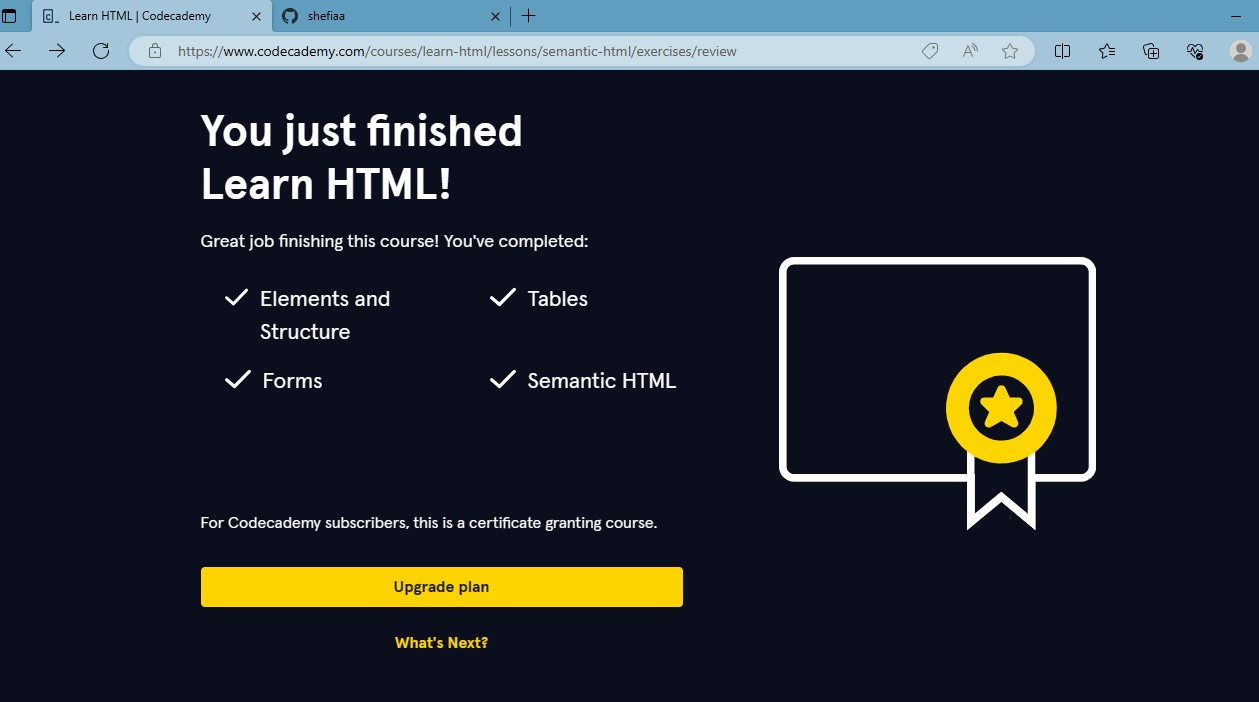 Learn HTML | Codecademy
shefiaa
https://www.codecademy.com/courses/learn-html/lessons/semantic-html/exercises/review
You just finished
Learn HTML!
Great job finishing this course! You've completed:
Elements and
Structure
Tables
Forms
Semantic HTML
For Codecademy subscribers, this is a certificate granting course.
Upgrade plan
What's Next?